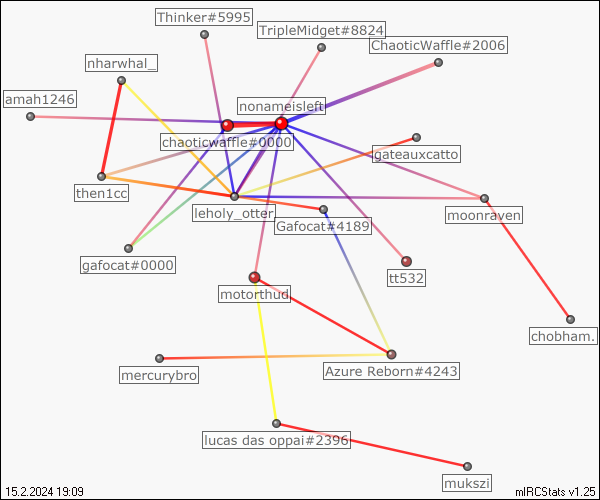 Thinker#5995
TripleMidget#8824
ChaoticWaffle#2006
nharwhal_
amah1246
nonameisleft
chaoticwaffle#0000
gateauxcatto
then1cc
leholy_otter
moonraven
Gafocat#4189
gafocat#0000
tt532
motorthud
chobham.
mercurybro
Azure Reborn#4243
lucas das oppai#2396
mukszi
15.2.2024 19:09
mIRCStats v1.25